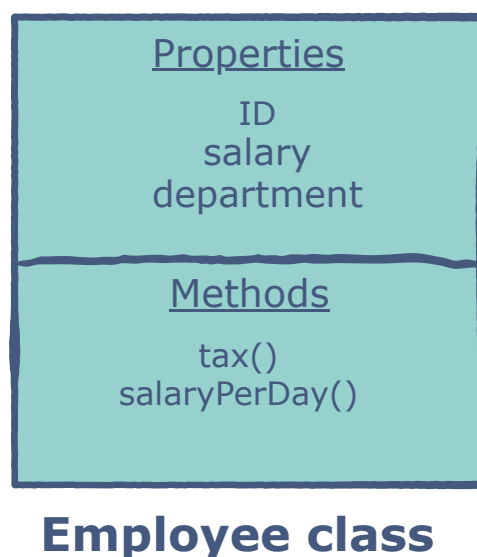 Properties
ID
salary
department
Methods
tax()
salaryPerDay()
Employee class